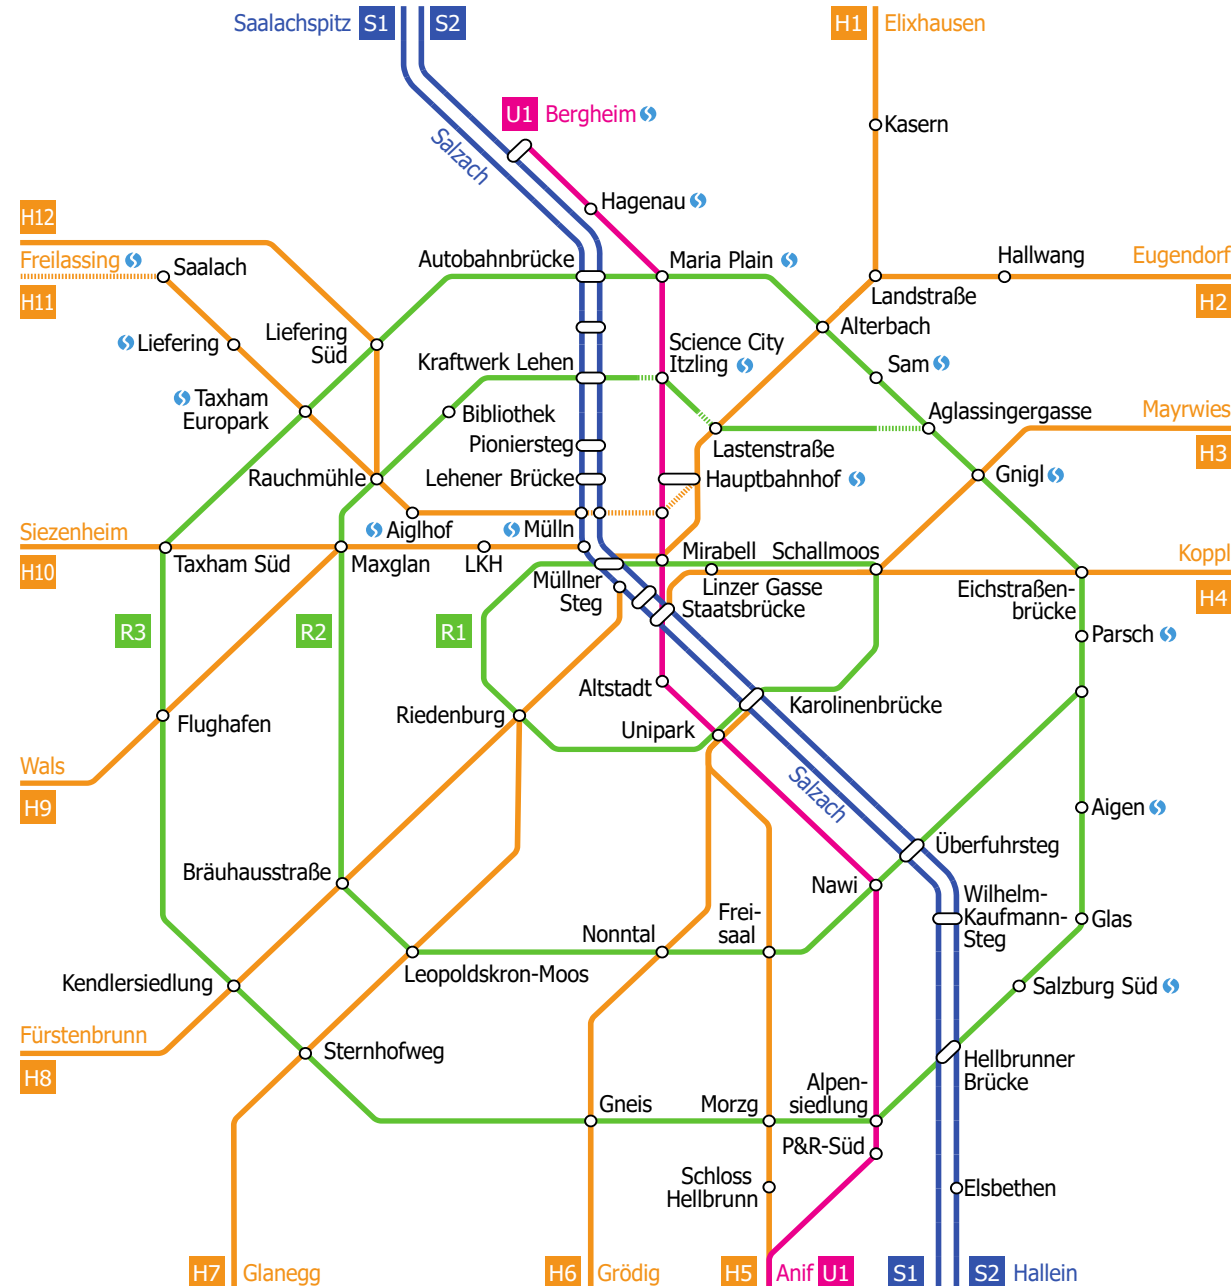 Saalachspitz S1 S2
H1 Elixhausen
U1 Bergheim
Kasern
Salzach
Hagenau
H12
Freilassing
H11
Saalach
Autobahnbrücke
Maria Plain
Hallwang
Eugendorf
H2
Landstraße
Liefering
Liefering
Süd
Alterbach
Science City
Itzling
Kraftwerk Lehen
Sam
Taxham
Europark
Bibliothek
Aglassingergasse
Mayrwies
H3
Pioniersteg
Lastenstraße
Rauchmühle
Lehener Brücke
Hauptbahnhof
Gnigl
Siezenheim
H10
Aiglhof
Mülln
Taxham Süd
Maxglan
LKH
Mirabell
Schallmoos
Koppl
H4
Müllner
Steg
Linzer Gasse
Staatsbrücke
Eichstraßen-
brücke
R3
R2
R1
Parsch
Altstadt
Karolinenbrücke
Riedenburg
Unipark
Flughafen
Wals
H9
Salzach
Aigen
Überfuhrsteg
Bräuhausstraße
Nawi
Wilhelm-
Kaufmann-
Steg
Frei-
saal
Glas
Nonntal
Leopoldskron-Moos
Kendlersiedlung
Salzburg Süd
Fürstenbrunn
H8
Sternhofweg
Hellbrunner
Brücke
Alpen-
siedlung
Gneis
Morzg
P&R-Süd
Schloss
Hellbrunn
Elsbethen
H7 Glanegg
H6 Grödig
H5 Anif U1
S1 S2 Hallein